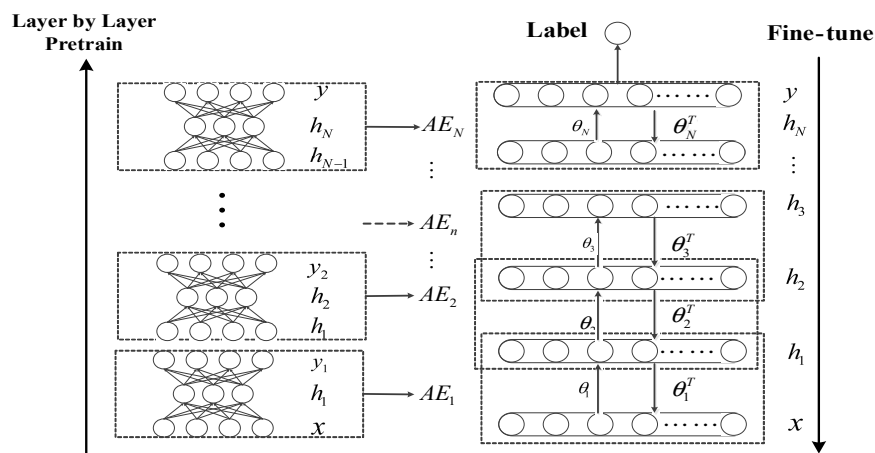 Layer by Layer
Pretrain
y
h_N
h_{N-1}
AE_N
⋮
⋮
AE_n
⋮
y_2
h_2
h_1
AE_2
y_1
h_1
x
AE_1
Label
Fine-tune
y
θ_N
θ_N^T
h_N
⋮
h_3
θ_3
θ_3^T
h_2
θ_2
θ_2^T
h_1
θ_1
θ_1^T
x